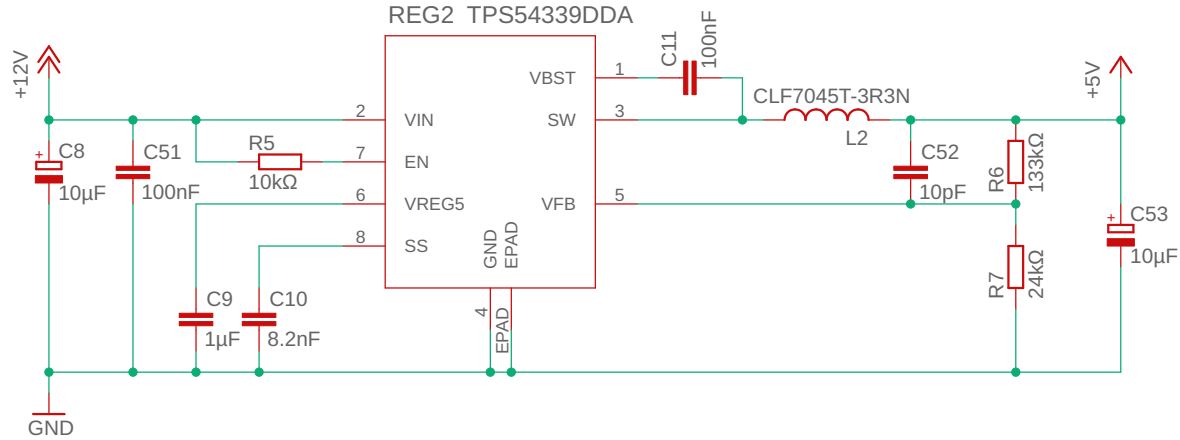 REG2 TPS54339DDA
+12V
C11
100nF
+5V
1
VBST
CLF7045T-3R3N
2
VIN
SW
3
L2
C8
+
10µF
C51
100nF
R5
10kΩ
7
EN
C52
10pF
R6
133kΩ
6
VREG5
VFB
5
8
SS
GND
EPAD
C53
+
10µF
R7
24kΩ
C9
1µF
C10
8.2nF
4
EPAD
GND